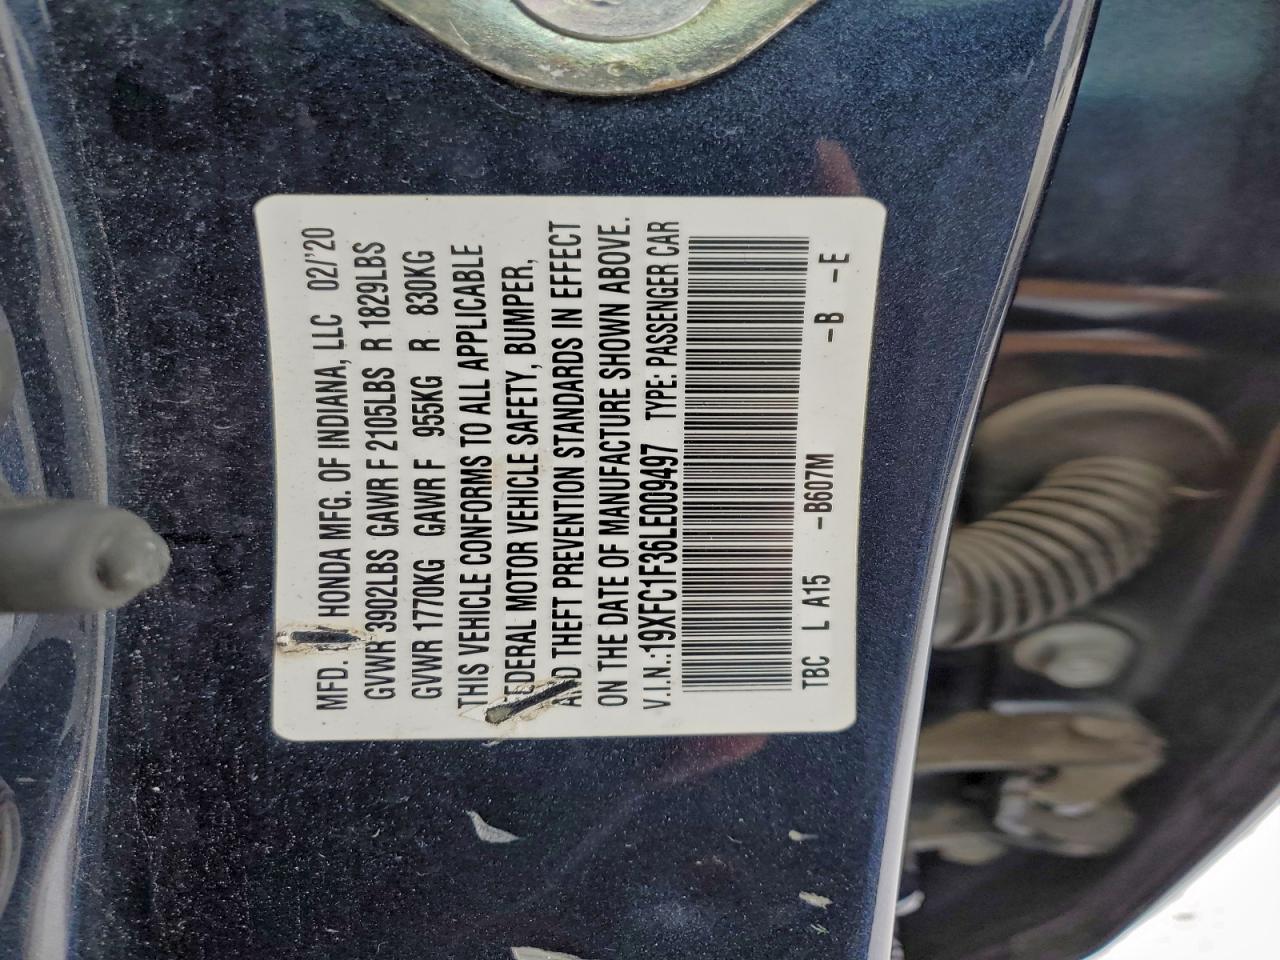 MFD. HONDA MFG. OF INDIANA, LLC 02/'20
GVWR 3902LBS GAWR F 2105LBS R 1829LBS
GVWR 1770KG GAWR F 955KG R 830KG
THIS VEHICLE CONFORMS TO ALL APPLICABLE
FEDERAL MOTOR VEHICLE SAFETY, BUMPER,
AND THEFT PREVENTION STANDARDS IN EFFECT
ON THE DATE OF MANUFACTURE SHOWN ABOVE.
V.I.N.:19XFC1F36LE009497 TYPE: PASSENGER CAR
TBC L A15 -B607M -B -E